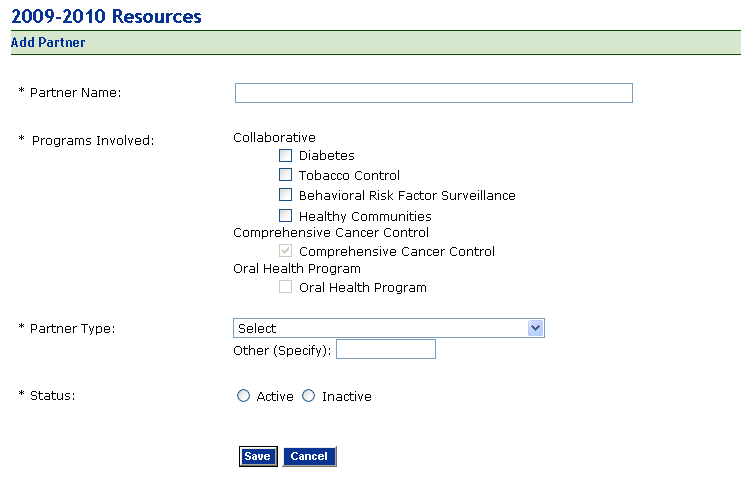 2009-2010 Resources
Add Partner
* Partner Name:
* Programs Involved:
Collaborative
Diabetes
Tobacco Control
Behavioral Risk Factor Surveillance
Healthy Communities
Comprehensive Cancer Control
Comprehensive Cancer Control
Oral Health Program
Oral Health Program
* Partner Type:
Select
Other (Specify):
* Status:
Active Inactive
Save Cancel